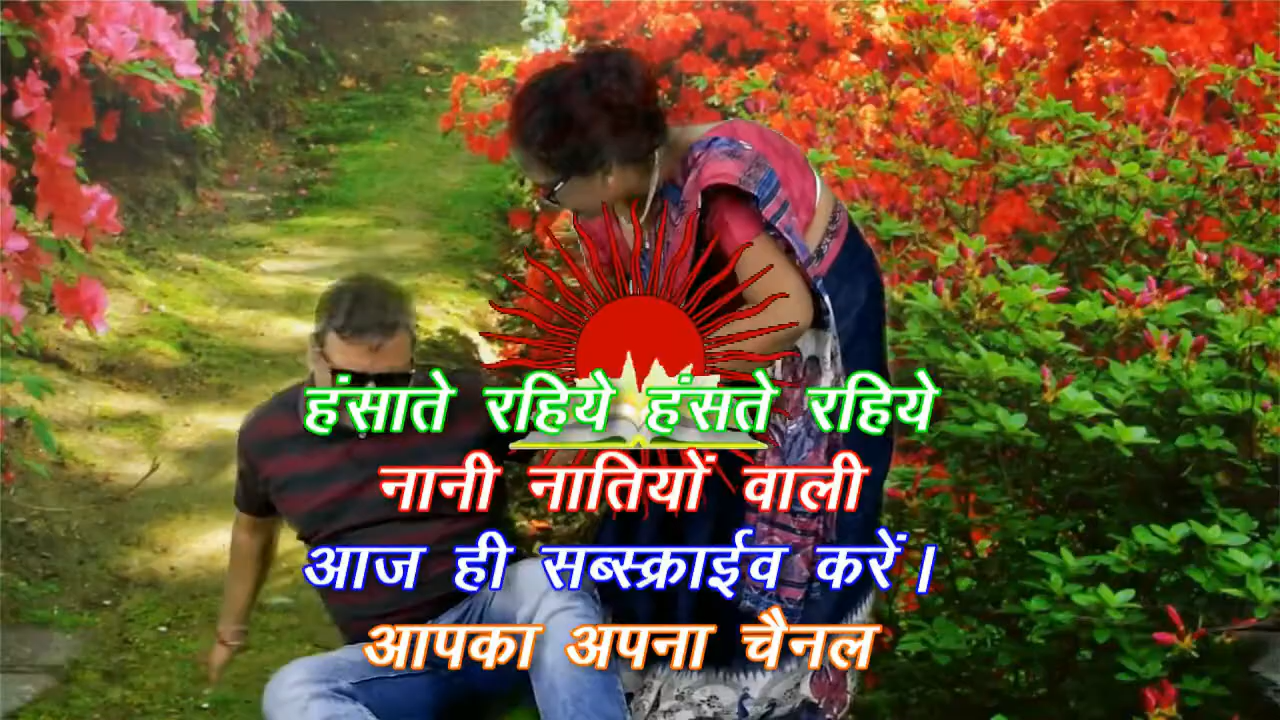 हंसाते रहिये हंसते रहिये
नानी नातियों वाली
आज ही सब्स्क्राईव करें।
आपका अपना चैनल